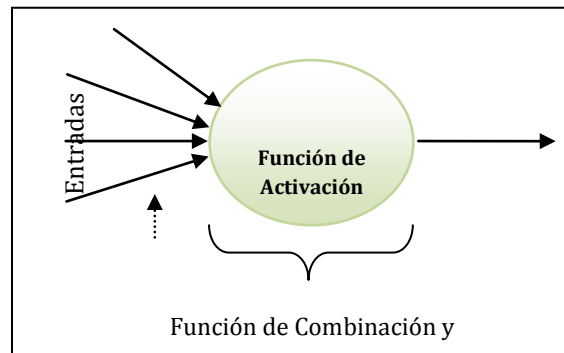 Entradas
Función de
Activación
Función de Combinación y